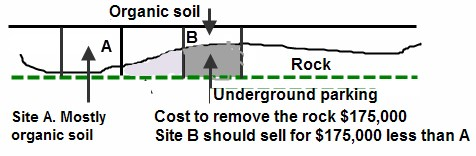 Organic soil
A
B
Rock
Underground parking
Site A. Mostly
organic soil
Cost to remove the rock $175,000
Site B should sell for $175,000 less than A